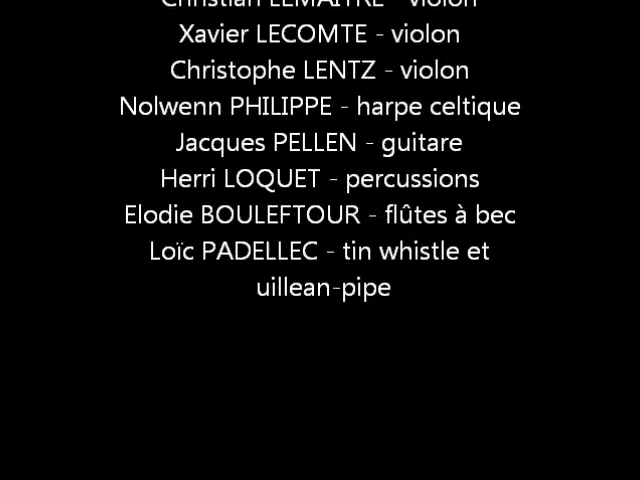 Christian LEMAITRE - violon
Xavier LECOMTE - violon
Christophe LENTZ - violon
Nolwenn PHILIPPE - harpe celtique
Jacques PELLEN - guitare
Herri LOQUET - percussions
Elodie BOULEFTOUR - flûtes à bec
Loïc PADELLEC - tin whistle et
uillean-pipe